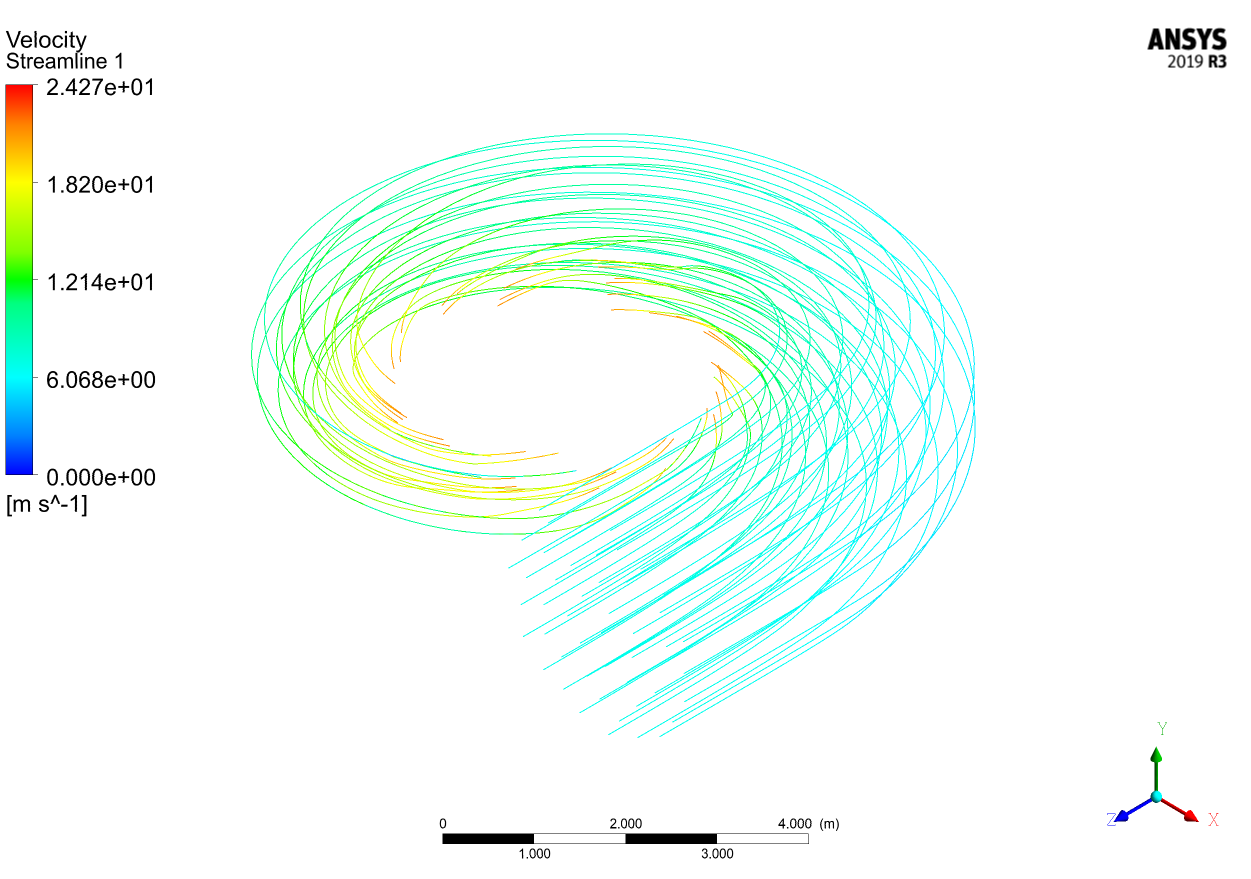 Velocity
Streamline 1
2.427e+01
1.820e+01
1.214e+01
6.068e+00
0.000e+00
[m s^-1]
ANSYS
2019 R3
Y
Z
X
0 2.000 4.000 (m)
1.000 3.000